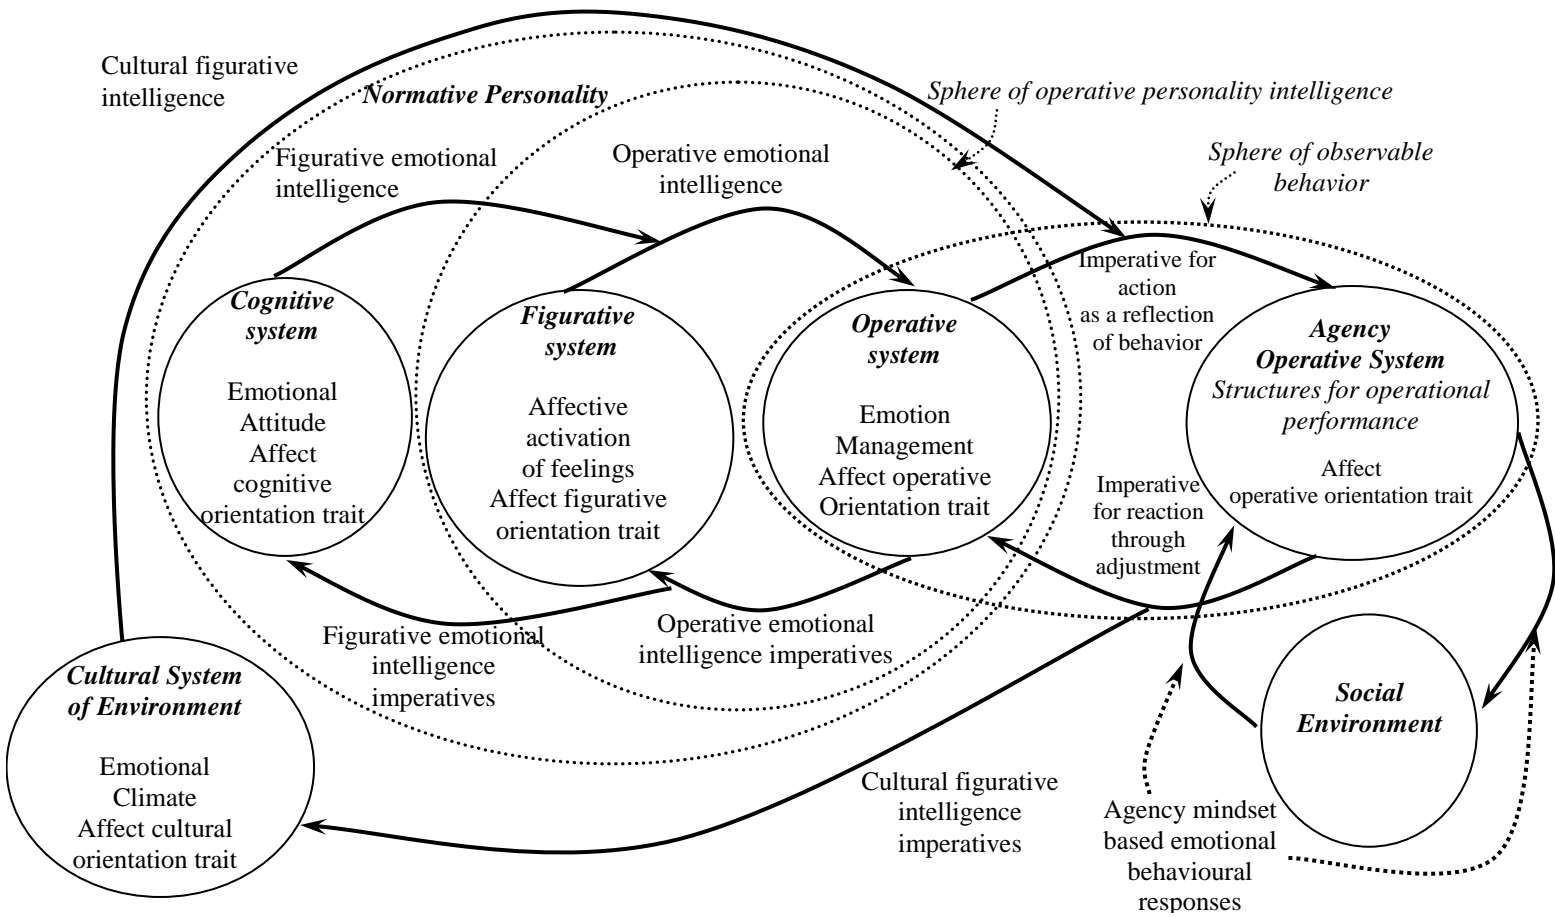 Cultural figurative
intelligence
Normative Personality
Sphere of operative personality intelligence
Sphere of observable
behavior
Figurative emotional
intelligence
Operative emotional
intelligence
Imperative for
action
as a reflection
of behavior
Cognitive
system
Emotional
Attitude
Affect
cognitive
orientation trait
Figurative
system
Affective
activation
of feelings
Affect figurative
orientation trait
Operative
system
Emotion
Management
Affect operative
Orientation trait
Agency
Operative System
Structures for operational
performance
Affect
operative orientation trait
Imperative
for reaction
through
adjustment
Figurative emotional
intelligence
imperatives
Operative emotional
intelligence imperatives
Cultural System
of Environment
Emotional
Climate
Affect cultural
orientation trait
Social
Environment
Cultural figurative
intelligence
imperatives
Agency mindset
based emotional
behavioural
responses